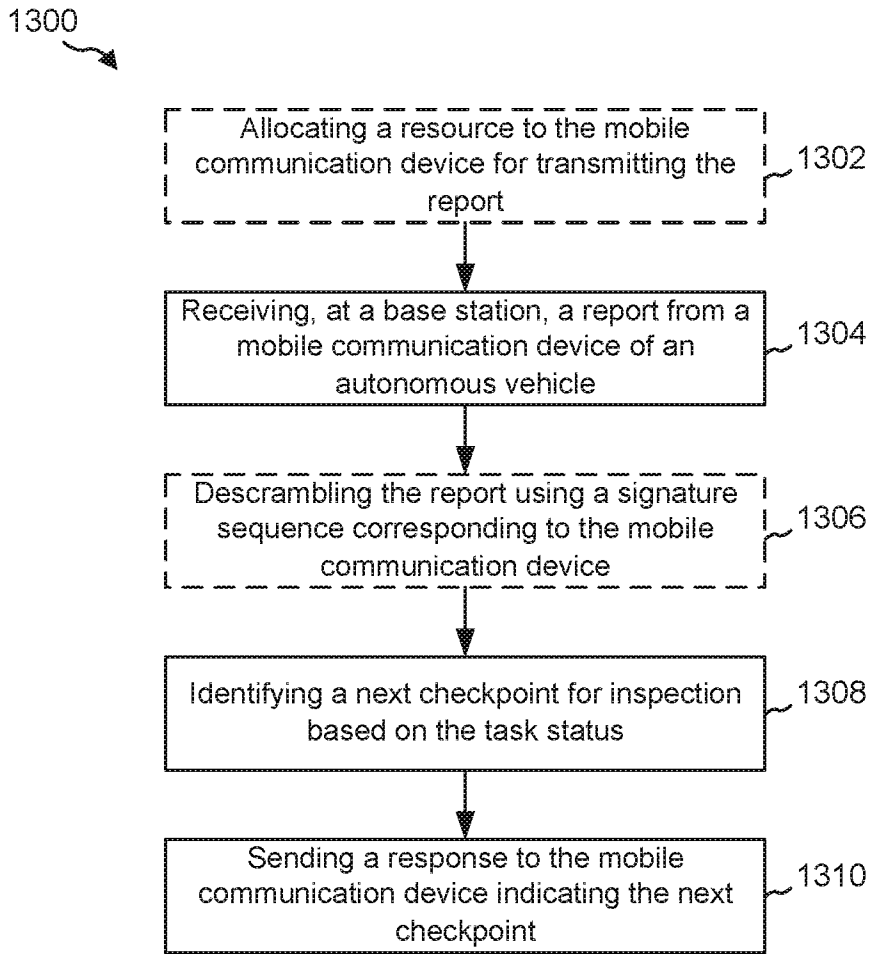 1300
Allocating a resource to the mobile
communication device for transmitting the
report
1302
Receiving, at a base station, a report from a
mobile communication device of an
autonomous vehicle
1304
Descrambling the report using a signature
sequence corresponding to the mobile
communication device
1306
Identifying a next checkpoint for inspection
based on the task status
1308
Sending a response to the mobile
communication device indicating the next
checkpoint
1310